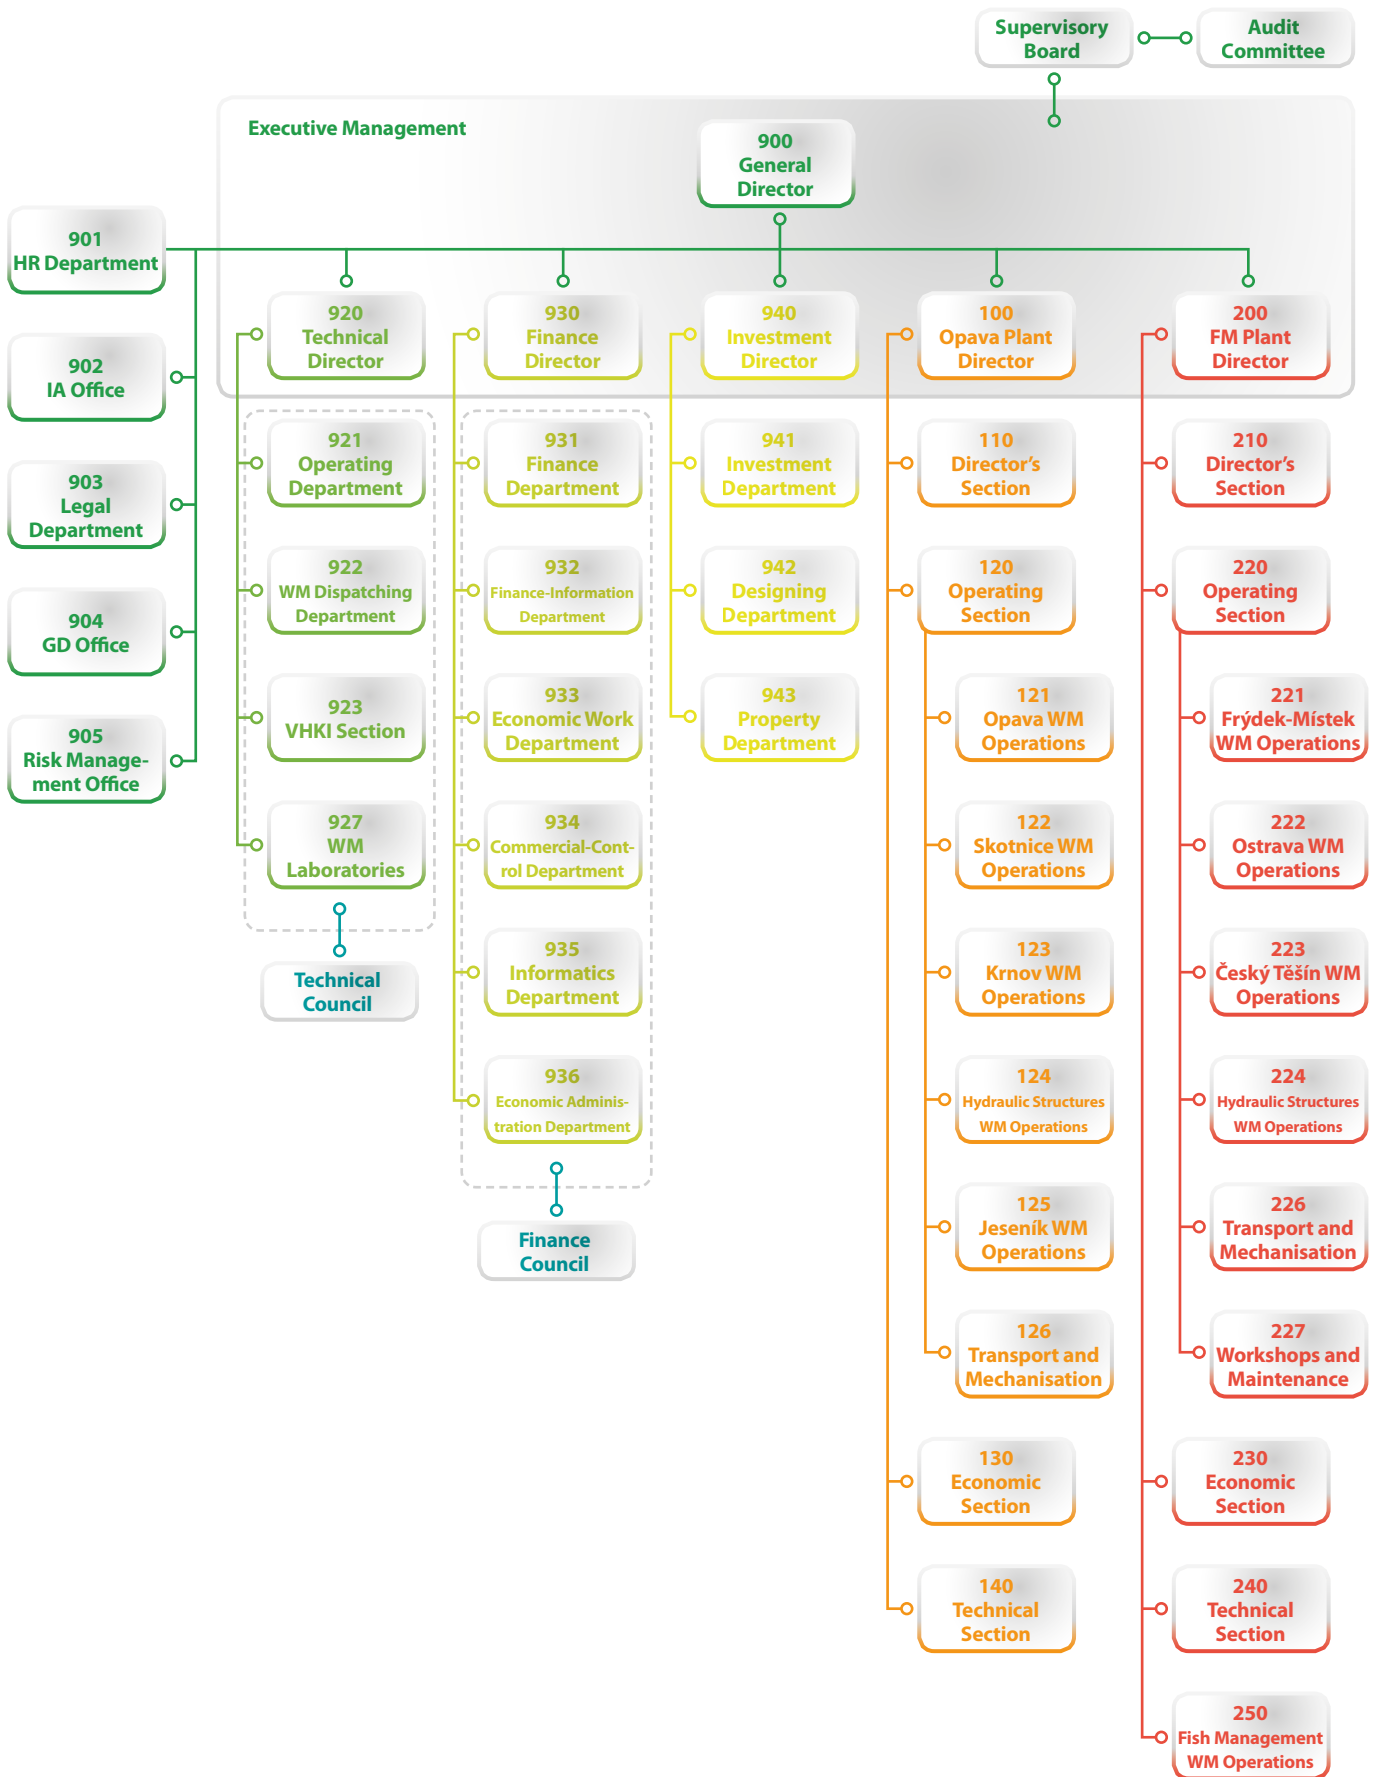 Supervisory
Board
Audit
Committee
Executive Management
900
General
Director
901
HR Department
902
IA Office
903
Legal
Department
904
GD Office
905
Risk Manage-
ment Office
920
Technical
Director
921
Operating
Department
922
WM Dispatching
Department
923
VHKI Section
927
WM
Laboratories
Technical
Council
930
Finance
Director
931
Finance
Department
932
Finance-Information
Department
933
Economic Work
Department
934
Commercial-Cont-
rol Department
935
Informatics
Department
936
Economic Adminis-
tration Department
Finance
Council
940
Investment
Director
941
Investment
Department
942
Designing
Department
943
Property
Department
100
Opava Plant
Director
110
Director's
Section
120
Operating
Section
121
Opava WM
Operations
122
Skotnice WM
Operations
123
Krnov WM
Operations
124
Hydraulic Structures
WM Operations
125
Jeseník WM
Operations
126
Transport and
Mechanisation
130
Economic
Section
140
Technical
Section
200
FM Plant
Director
210
Director's
Section
220
Operating
Section
221
Frýdek-Místek
WM Operations
222
Ostrava WM
Operations
223
Český Těšín WM
Operations
224
Hydraulic Structures
WM Operations
226
Transport and
Mechanisation
227
Workshops and
Maintenance
230
Economic
Section
240
Technical
Section
250
Fish Management
WM Operations